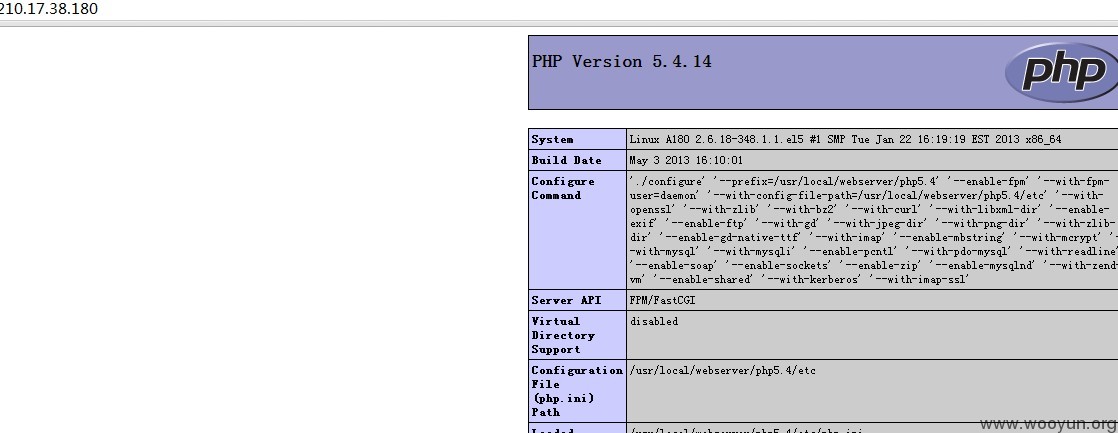 210.17.38.180
PHP Version 5.4.14
php
System
Linux A180 2.6.18-348.1.1.el5 #1 SMP Tue Jan 22 16:19:19 EST 2013 x86_64
Build Date
May 3 2013 16:10:01
Configure
Command
'./configure' '--prefix=/usr/local/webserver/php5.4' '--enable-fpm' '--with-fpm-
user=daemon' '--with-config-file-path=/usr/local/webserver/php5.4/etc' '--with-
openssl' '--with-zlib' '--with-bz2' '--with-curl' '--with-libxml-dir' '--enable-
exif' '--enable-ftp' '--with-gd' '--with-jpeg-dir' '--with-png-dir' '--with-zlib-
dir' '--enable-gd-native-ttf' '--with-imap' '--enable-mbstring' '--with-mcrypt' '-
-with-mysql' '--with-mysqli' '--enable-pcntl' '--with-pdo-mysql' '--with-readline'
'--enable-soap' '--enable-sockets' '--enable-zip' '--enable-mysqlnd' '--with-zend-
vm' '--enable-shared' '--with-kerberos' '--with-imap-ssl'
Server API
FPM/FastCGI
Virtual
Directory
Support
disabled
Configuration
File
(php.ini)
Path
/usr/local/webserver/php5.4/etc
Loaded
/usr/local/webserver/php5.4/etc/php.ini
www.wooyun.org